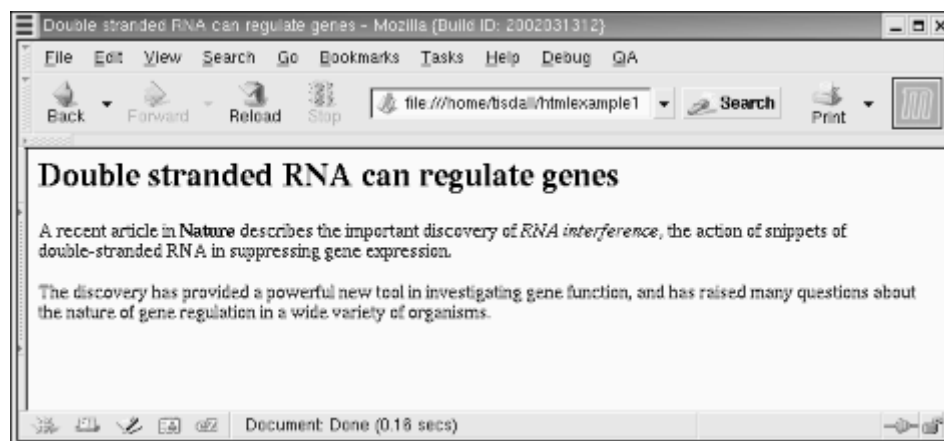 Double stranded RNA can regulate genes - Mozilla {Build ID: 2002031312}
File Edit View Search Go Bookmarks Tasks Help Debug QA
Back Forward Reload Stop file:///home/tisdall/htmlexample1 Search Print
Double stranded RNA can regulate genes
A recent article in Nature describes the important discovery of RNA interference, the action of snippets of
double-stranded RNA in suppressing gene expression.
The discovery has provided a powerful new tool in investigating gene function, and has raised many questions about
the nature of gene regulation in a wide variety of organisms.
Document: Done (0.16 secs)